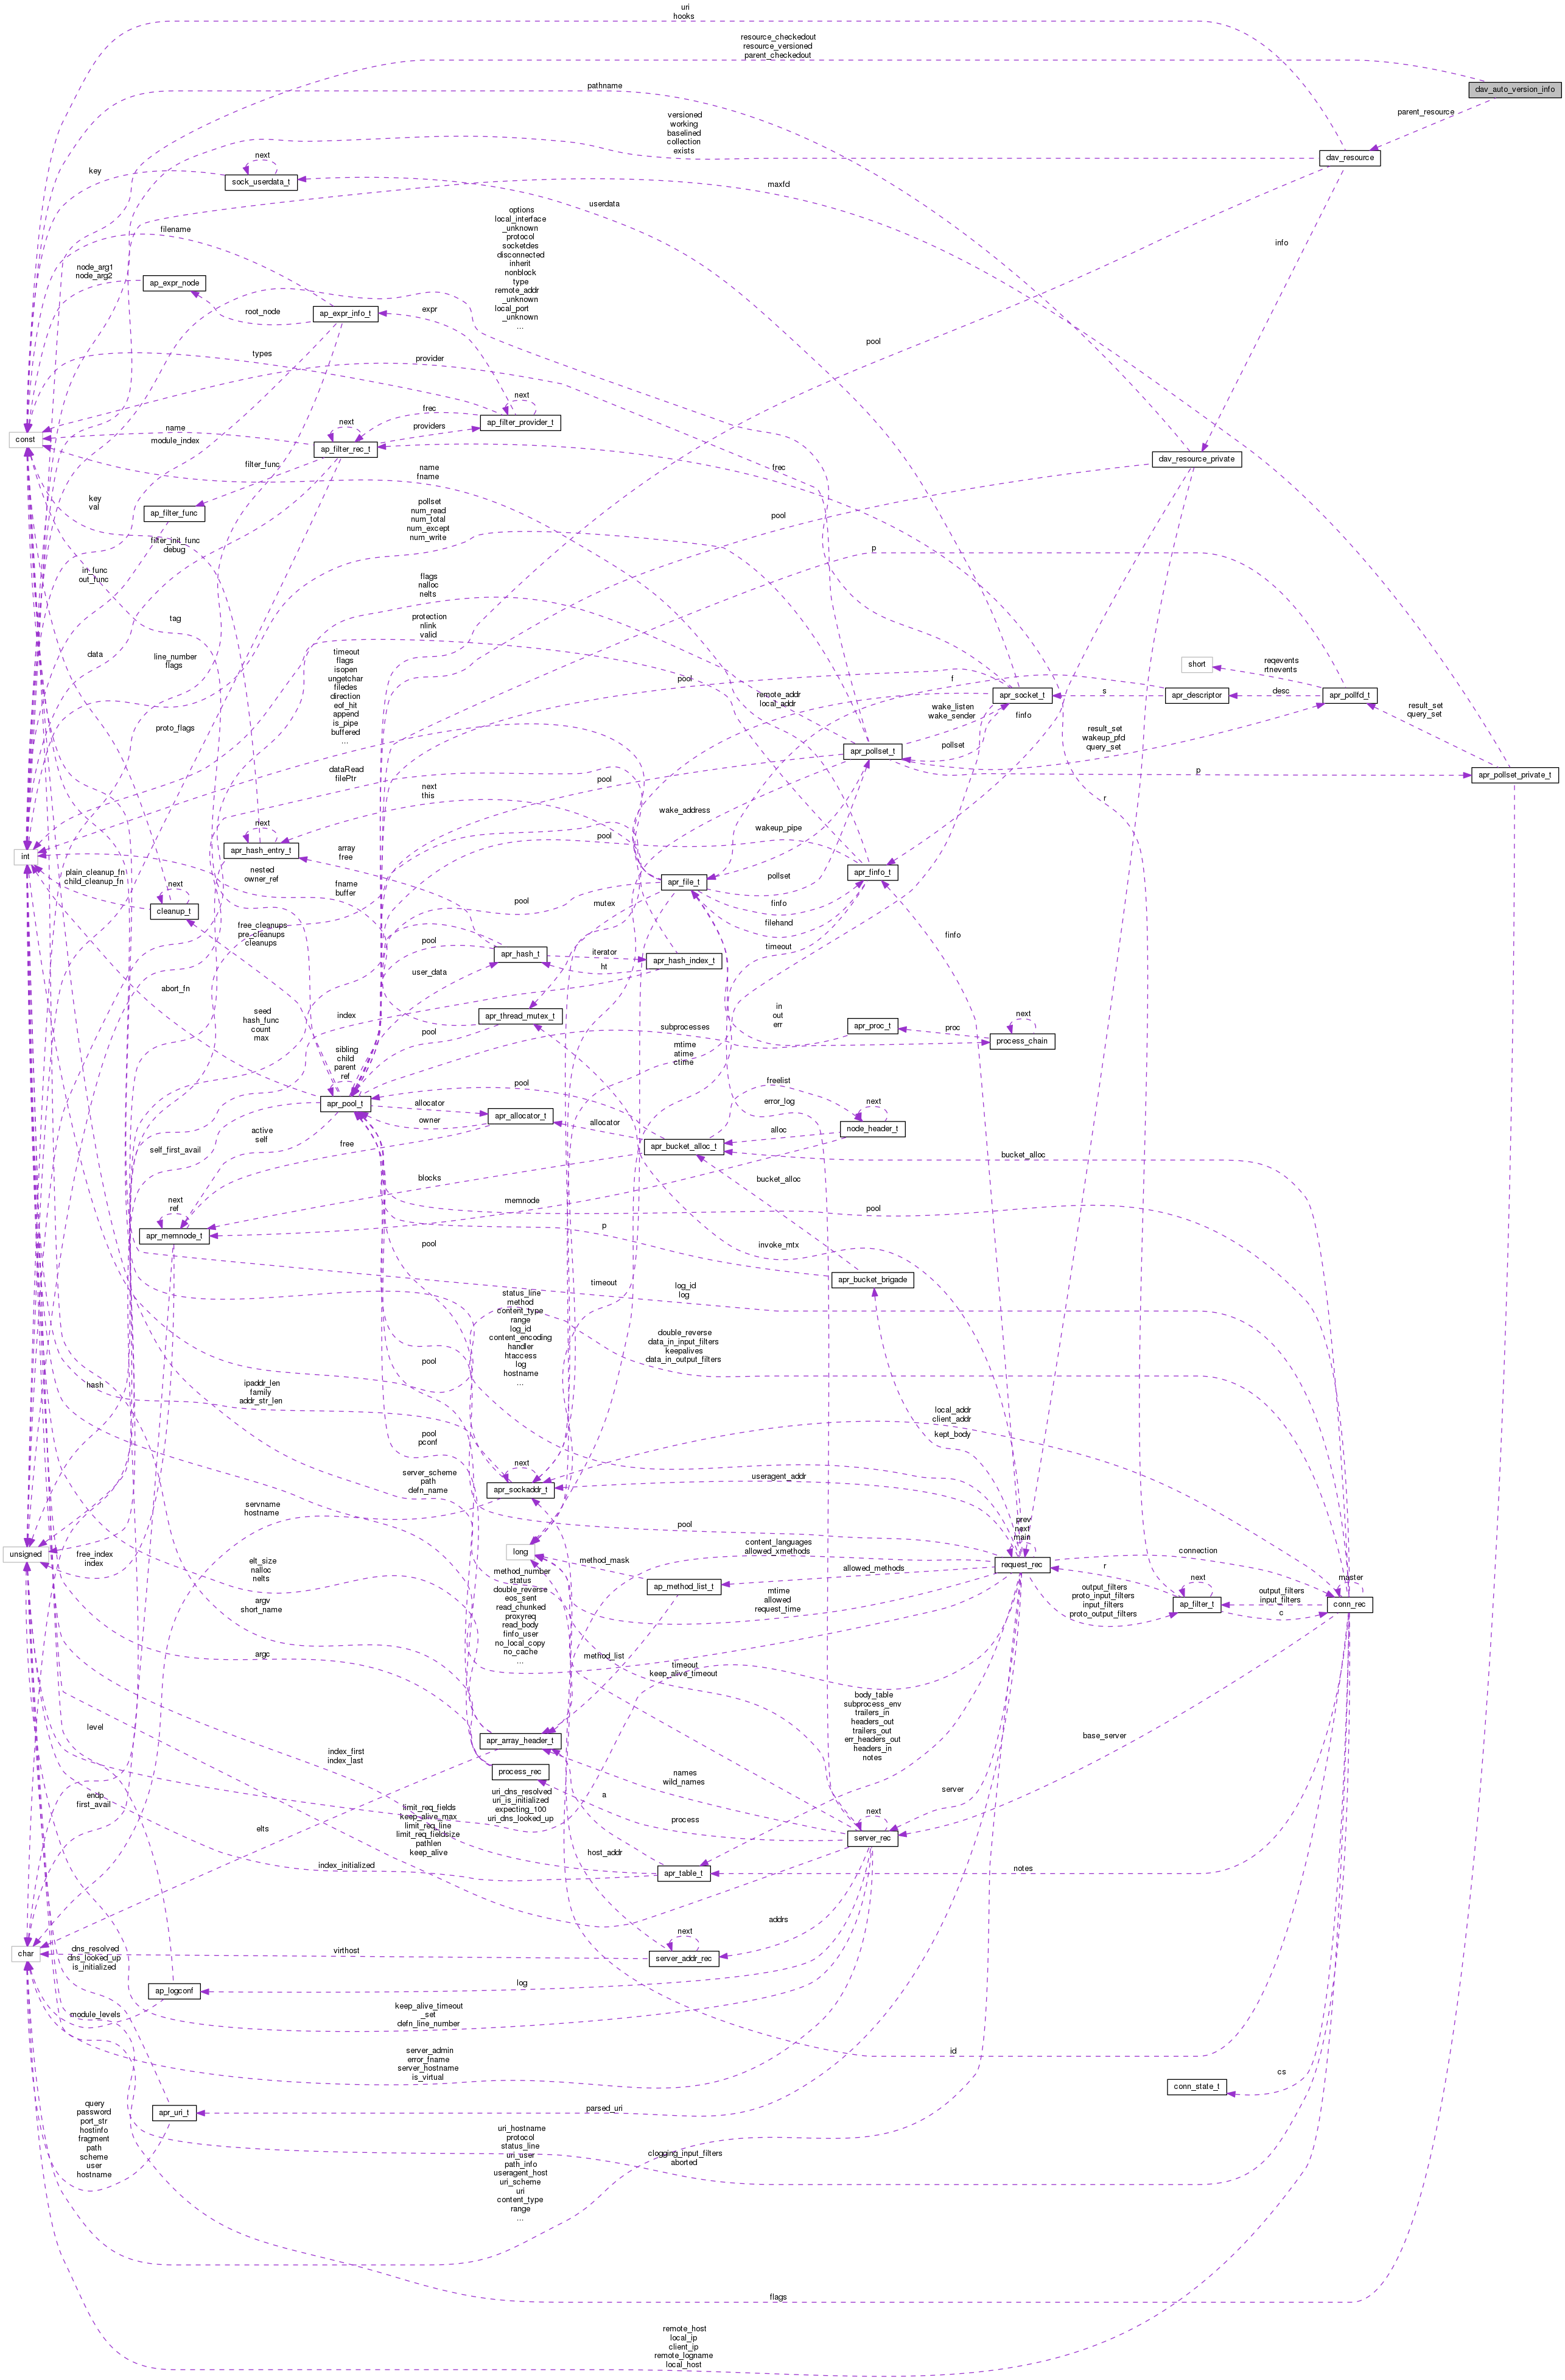 uri
hooks
resource_checkedout
resource_versioned
parent_checkedout
dav_auto_version_info
pathname
parent_resource
versioned
working
baselined
collection
exists
dav_resource
next
key
sock_userdata_t
maxfd
userdata
options
local_interface
_unknown
protocol
socketdes
disconnected
inherit
nonblock
type
remote_addr
_unknown
local_port
_unknown
...
filename
info
node_arg1
node_arg2
ap_expr_node
root_node
ap_expr_info_t
expr
pool
types
provider
next
frec
ap_filter_provider_t
name
next
providers
const
module_index
ap_filter_rec_t
filter_func
name
fname
frec
dav_resource_private
key
val
ap_filter_func
pollset
num_read
num_total
num_except
num_write
pool
filter_init_func
debug
p
in_func
out_func
flags
nalloc
nelts
tag
protection
nlink
valid
data
line_number
flags
timeout
flags
isopen
ungetchar
filedes
direction
eof_hit
append
is_pipe
buffered
...
pool
f
short
reqevents
rtnevents
remote_addr
local_addr
apr_socket_t
s
apr_descriptor
desc
apr_pollfd_t
wake_listen
wake_sender
finfo
result_set
query_set
proto_flags
result_set
wakeup_pfd
query_set
apr_pollset_t
pollset
p
apr_pollset_private_t
dataRead
filePtr
pool
next
this
wake_address
wakeup_pipe
next
apr_hash_entry_t
array
free
pool
int
nested
owner_ref
plain_cleanup_fn
child_cleanup_fn
next
cleanup_t
fname
buffer
apr_file_t
pollset
finfo
filehand
apr_finfo_t
pool
mutex
free_cleanups
pre_cleanups
cleanups
pool
apr_hash_t
iterator
ht
apr_hash_index_t
timeout
finfo
user_data
abort_fn
seed
hash_func
count
max
index
apr_thread_mutex_t
pool
subprocesses
in
out
err
apr_proc_t
proc
next
process_chain
sibling
child
parent
ref
mtime
atime
ctime
pool
freelist
apr_pool_t
allocator
owner
apr_allocator_t
allocator
error_log
next
node_header_t
alloc
apr_bucket_alloc_t
active
self
free
self_first_avail
bucket_alloc
blocks
bucket_alloc
next
ref
apr_memnode_t
memnode
pool
p
pool
invoke_mtx
apr_bucket_brigade
timeout
log_id
log
status_line
method
content_type
range
log_id
content_encoding
handler
htaccess
log
hostname
...
double_reverse
data_in_input_filters
keepalives
data_in_output_filters
pool
hash
ipaddr_len
family
addr_str_len
local_addr
client_addr
kept_body
pool
pconf
server_scheme
path
defn_name
next
apr_sockaddr_t
useragent_addr
servname
hostname
pool
prev
next
main
unsigned
free_index
index
long
content_languages
allowed_xmethods
request_rec
connection
elt_size
nalloc
nelts
argv
short_name
method_number
status
double_reverse
eos_sent
read_chunked
proxyreq
read_body
finfo_user
no_local_copy
no_cache
...
method_mask
ap_method_list_t
allowed_methods
mtime
allowed
request_time
r
output_filters
proto_input_filters
input_filters
proto_output_filters
next
ap_filter_t
output_filters
input_filters
c
master
conn_rec
argc
method_list
timeout
keep_alive_timeout
level
index_first
index_last
apr_array_header_t
body_table
subprocess_env
trailers_in
headers_out
trailers_out
err_headers_out
headers_in
notes
base_server
process_rec
names
wild_names
server
endp
first_avail
uri_dns_resolved
uri_is_initialized
expecting_100
uri_dns_looked_up
a
process
next
server_rec
limit_req_fields
keep_alive_max
limit_req_line
limit_req_fieldsize
pathlen
keep_alive
elts
host_addr
index_initialized
apr_table_t
notes
addrs
char
dns_resolved
dns_looked_up
is_initialized
virthost
next
server_addr_rec
ap_logconf
log
module_levels
keep_alive_timeout
_set
defn_line_number
server_admin
error_fname
server_hostname
is_virtual
id
cs
conn_state_t
query
password
port_str
hostinfo
fragment
path
scheme
user
hostname
apr_uri_t
parsed_uri
uri_hostname
protocol
status_line
uri_user
path_info
useragent_host
uri_scheme
uri
content_type
range
...
clogging_input_filters
aborted
flags
remote_host
local_ip
client_ip
remote_logname
local_host
r